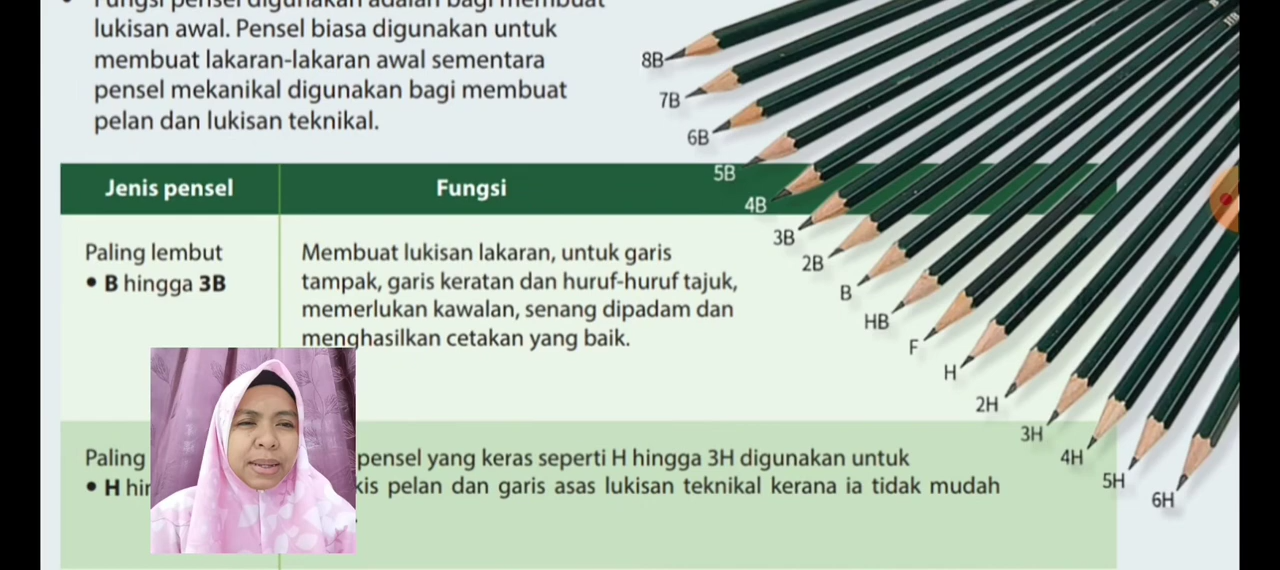 lukisan awal. Pensel biasa digunakan untuk
membuat lakaran-lakaran awal sementara
pensel mekanikal digunakan bagi membuat
pelan dan lukisan teknikal.
8B
7B
6B
5B
4B
3B
2B
B
HB
F
H
2H
3H
4H
5H
6H
Jenis pensel
Fungsi
Paling lembut
• B hingga 3B
Membuat lukisan lakaran, untuk garis
tampak, garis keratan dan huruf-huruf tajuk,
memerlukan kawalan, senang dipadam dan
menghasilkan cetakan yang baik.
Paling
• H
pensel yang keras seperti H hingga 3H digunakan untuk
pelan dan garis asas lukisan teknikal kerana ia tidak mudah